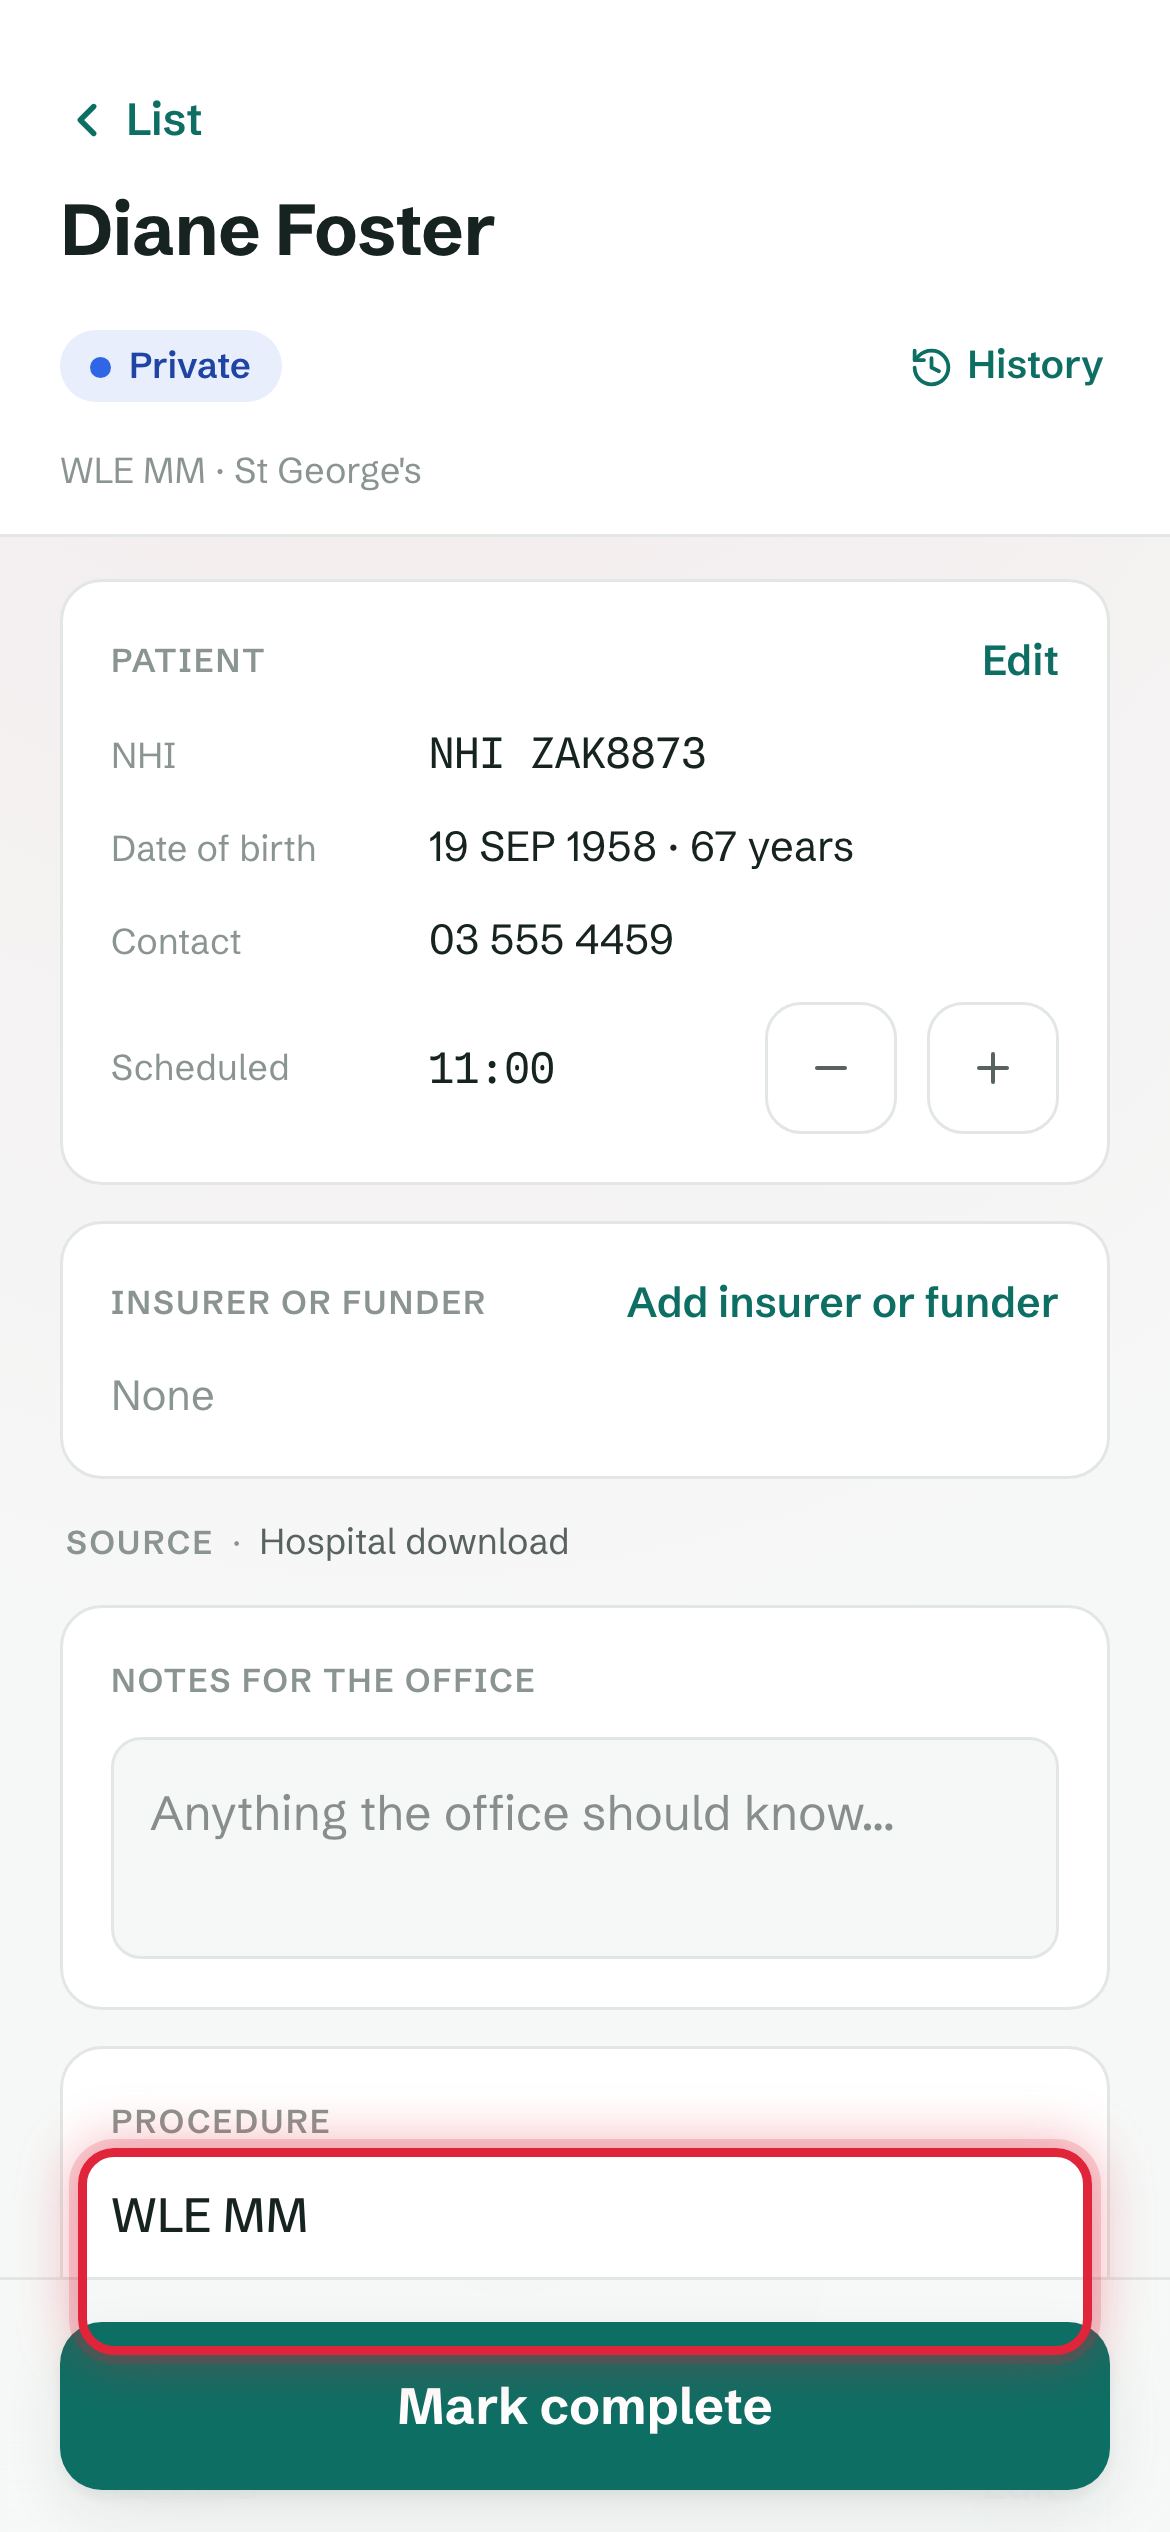 List
Diane Foster
Private
History
WLE MM · St George's
PATIENT
Edit
NHI
NHI ZAK8873
Date of birth
19 SEP 1958 · 67 years
Contact
03 555 4459
Scheduled
11:00
INSURER OR FUNDER
Add insurer or funder
None
SOURCE · Hospital download
NOTES FOR THE OFFICE
Anything the office should know...
PROCEDURE
WLE MM
Mark complete